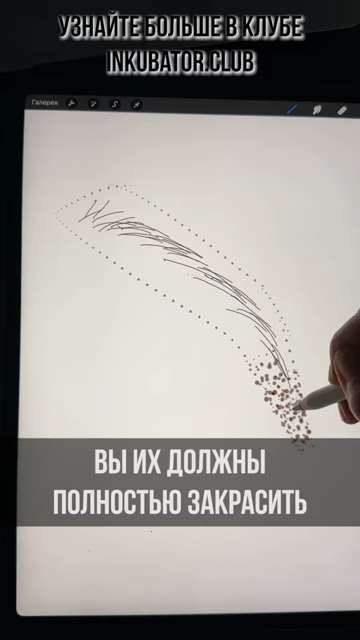 УЗНАЙТЕ БОЛЬШЕ В КЛУБЕ
INKUBATOR.CLUB
Галерея
ВЫ ИХ ДОЛЖНЫ
ПОЛНОСТЬЮ ЗАКРАСИТЬ